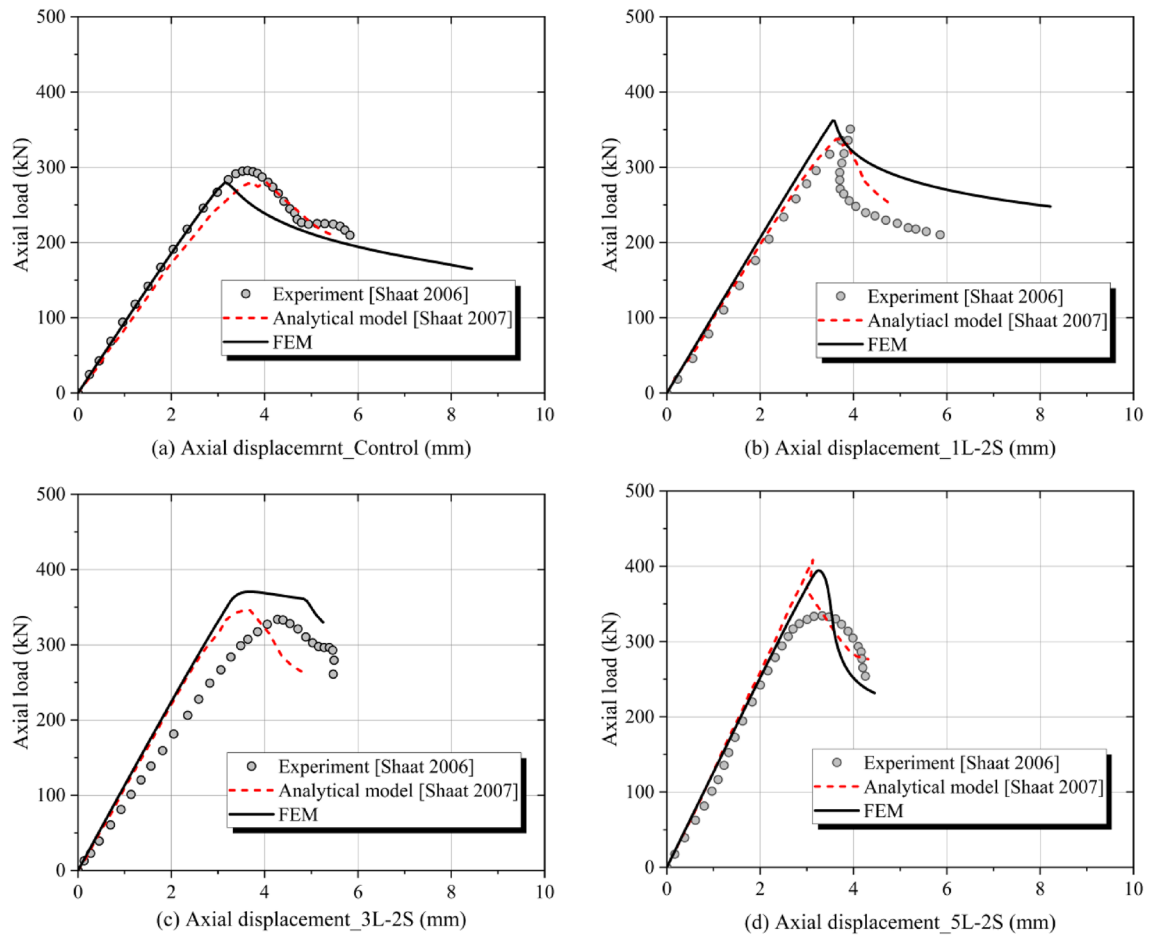 500
400
300
200
100
0
Axial load (kN)
Experiment [Shaat 2006]
Analytical model [Shaat 2007]
FEM
0 2 4 6 8 10
(a) Axial displacemrnt_Control (mm)
500
400
300
200
100
0
Axial load (kN)
Experiment [Shaat 2006]
Analytiacl model [Shaat 2007]
FEM
0 2 4 6 8 10
(b) Axial displacement_1L-2S (mm)
500
400
300
200
100
0
Axial load (kN)
Experiment [Shaat 2006]
Analytical model [Shaat 2007]
FEM
0 2 4 6 8 10
(c) Axial displacement_3L-2S (mm)
500
400
300
200
100
0
Axial load (kN)
Experiment [Shaat 2006]
Analytical model [Shaat 2007]
FEM
0 2 4 6 8 10
(d) Axial displacement_5L-2S (mm)